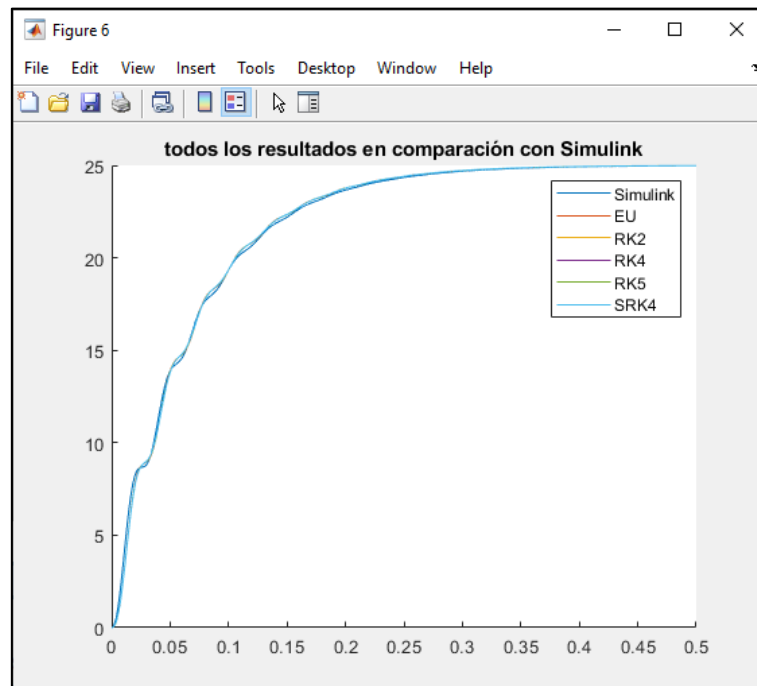 Figure 6
File Edit View Insert Tools Desktop Window Help
todos los resultados en comparación con Simulink
25
20
15
10
5
0
0 0.05 0.1 0.15 0.2 0.25 0.3 0.35 0.4 0.45 0.5
Simulink
EU
RK2
RK4
RK5
SRK4